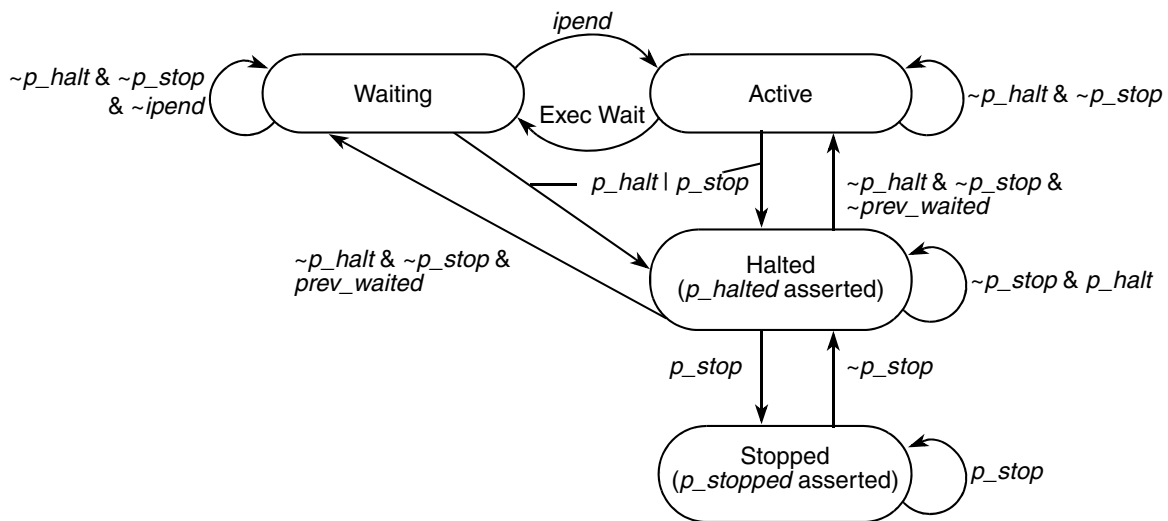 ipend
~p_halt & ~p_stop
& ~ipend
Waiting
Active
~p_halt & ~p_stop
Exec Wait
p_halt | p_stop
~p_halt & ~p_stop &
~prev_waited
~p_halt & ~p_stop &
prev_waited
Halted
(p_halted asserted)
~p_stop & p_halt
p_stop
~p_stop
Stopped
(p_stopped asserted)
p_stop